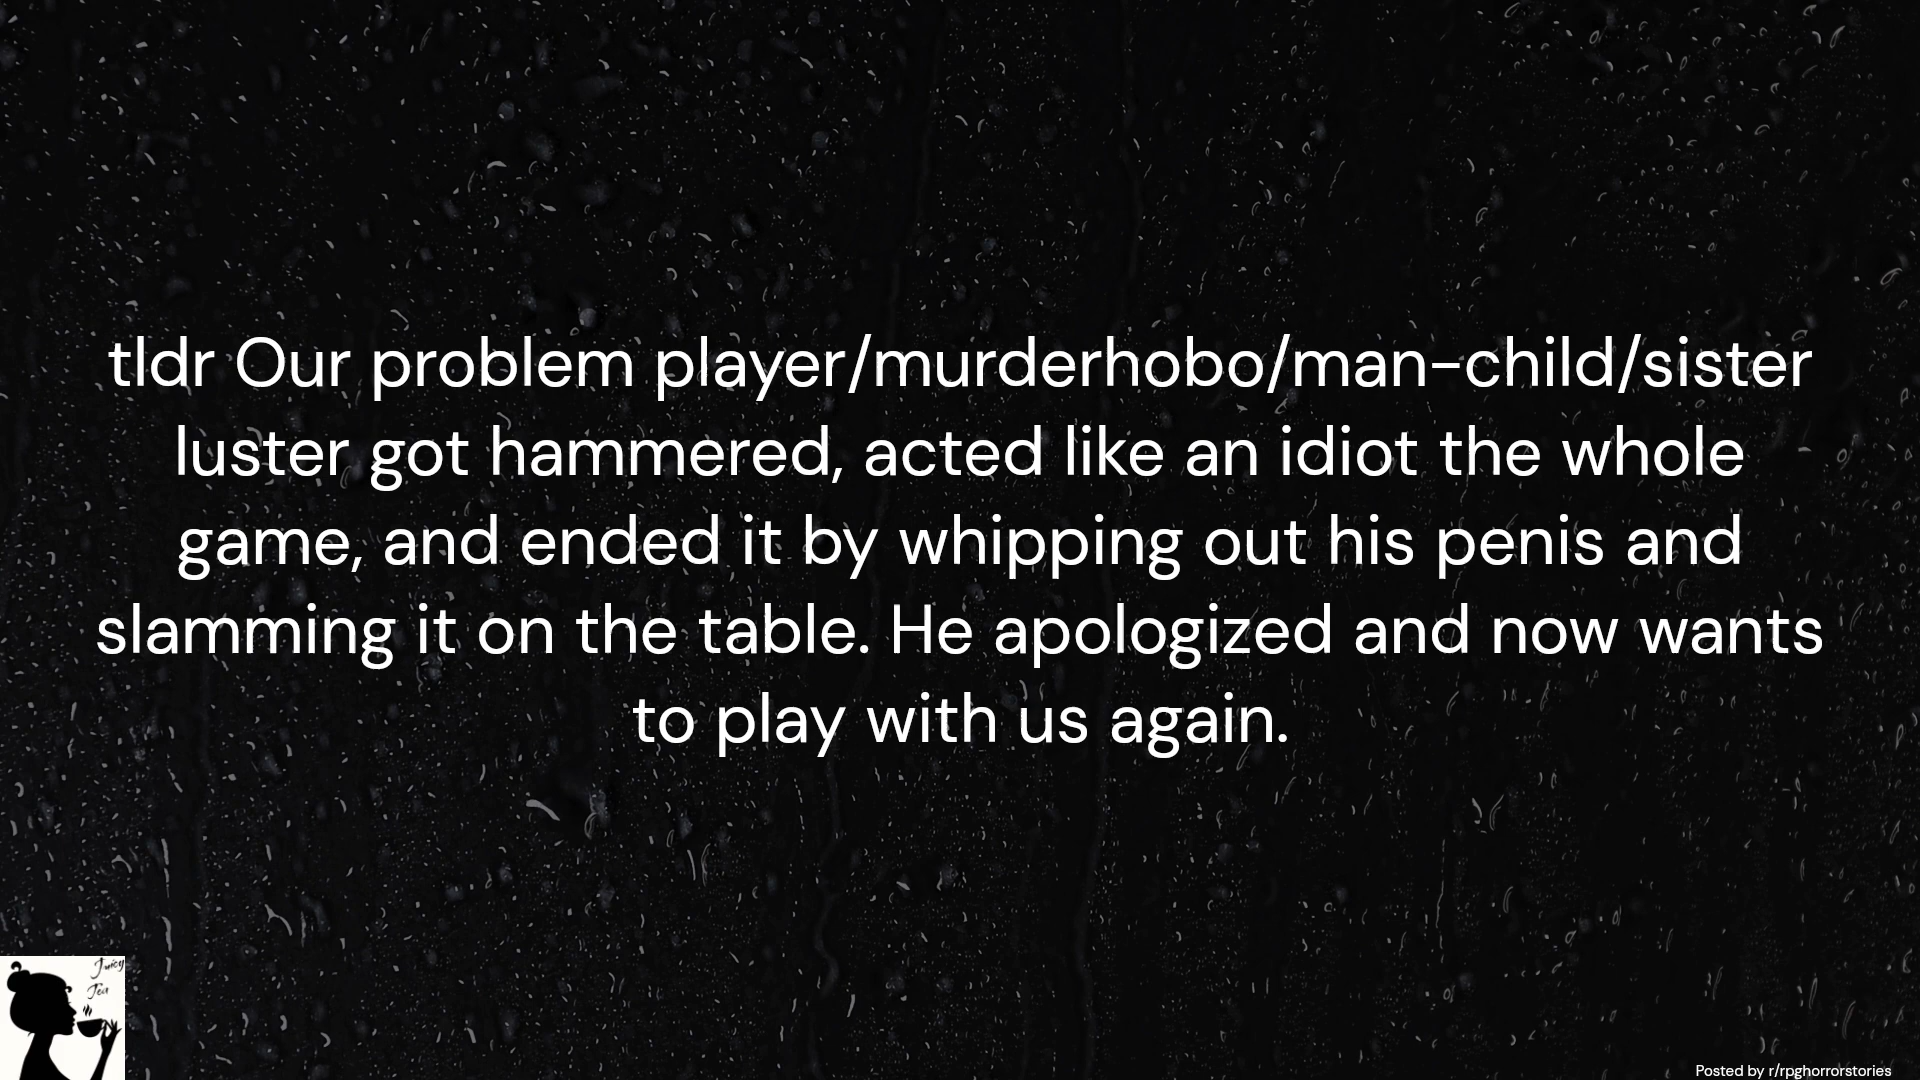 tldr Our problem player/murderhobo/man-child/sister
luster got hammered, acted like an idiot the whole
game, and ended it by whipping out his penis and
slamming it on the table. He apologized and now wants
to play with us again.
Juicy
Tea
Posted by r/rpghorrorstories